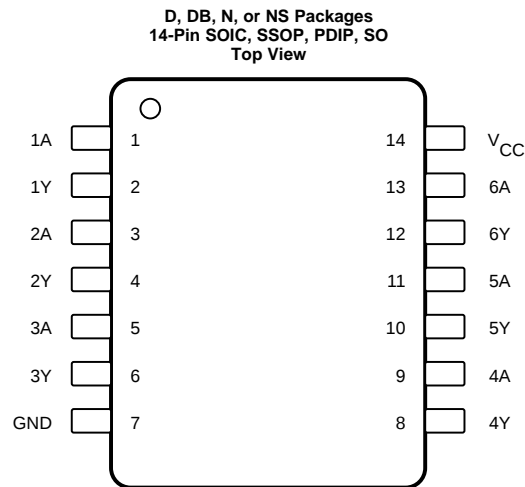 D, DB, N, or NS Packages
14-Pin SOIC, SSOP, PDIP, SO
Top View
1A 1 14 VCC
1Y 2 13 6A
2A 3 12 6Y
2Y 4 11 5A
3A 5 10 5Y
3Y 6 9 4A
GND 7 8 4Y